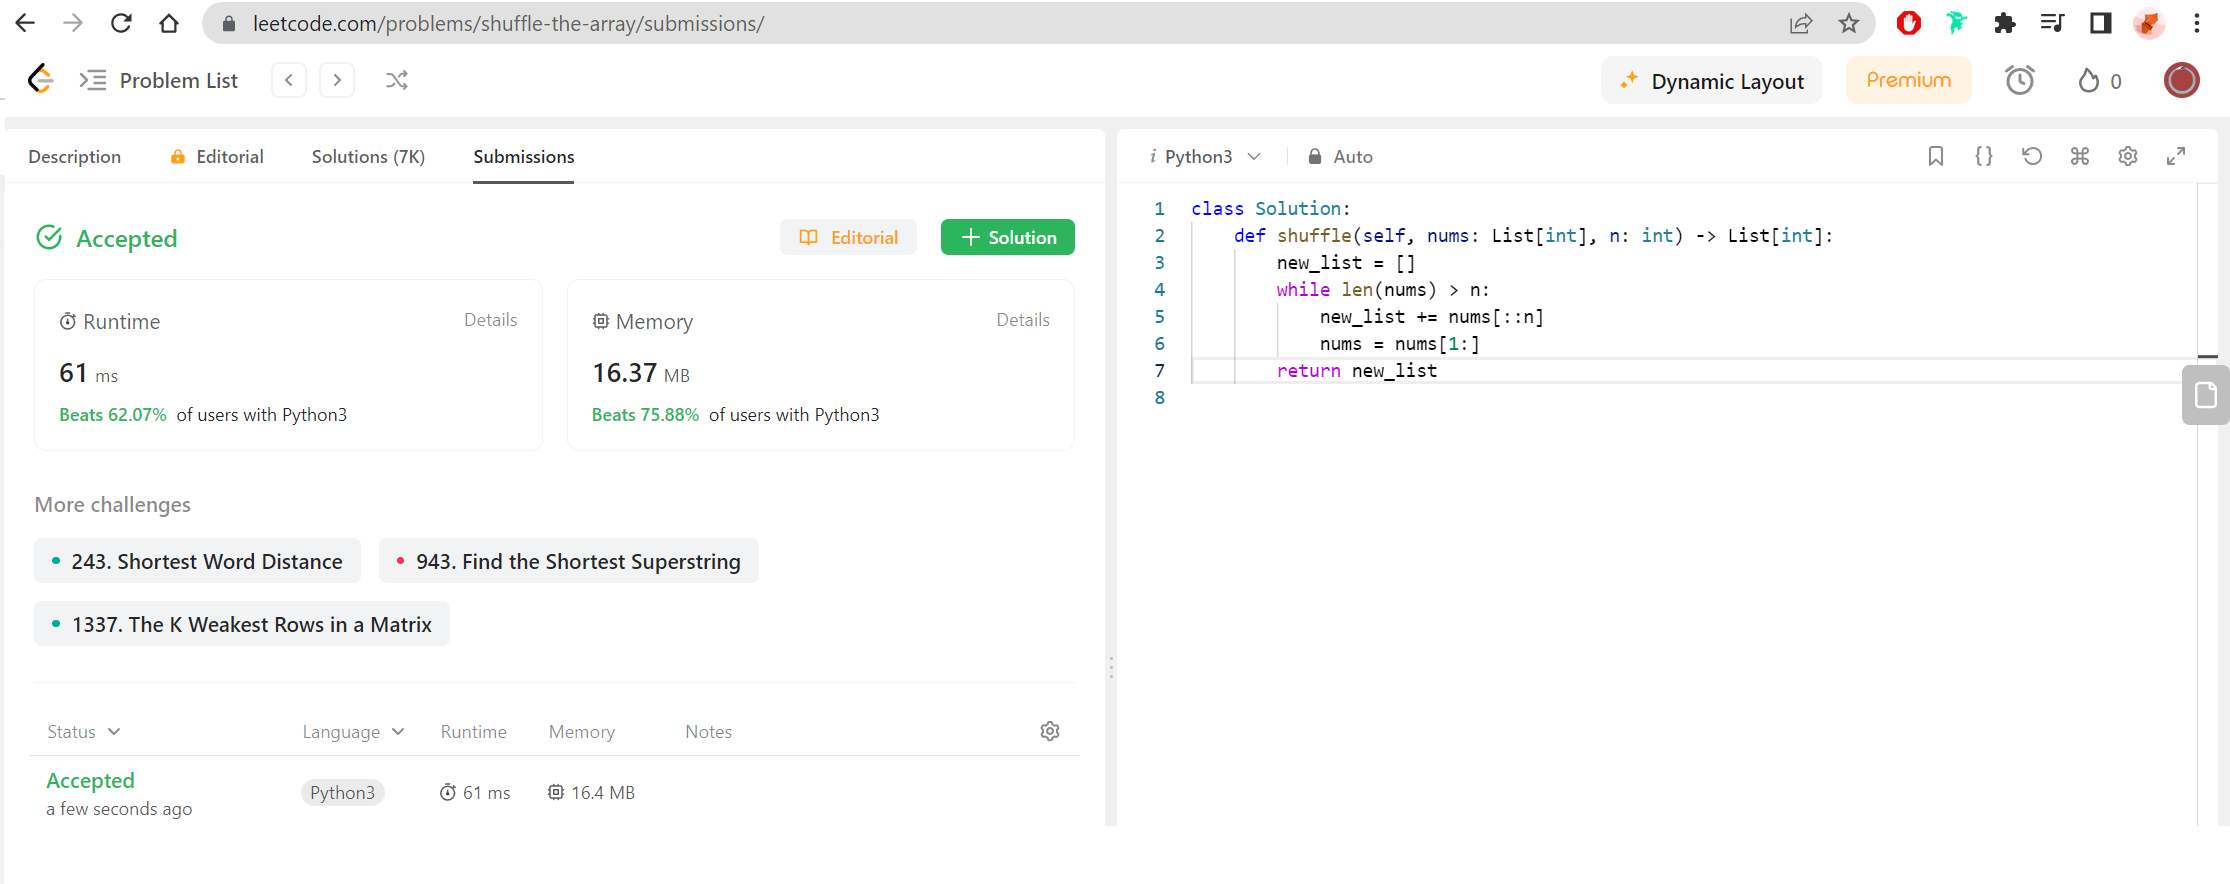 leetcode.com/problems/shuffle-the-array/submissions/
Problem List
Dynamic Layout
Premium
0
Description
Editorial
Solutions (7K)
Submissions
Accepted
Editorial
+ Solution
Runtime
Details
61 ms
Beats 62.07% of users with Python3
Memory
Details
16.37 MB
Beats 75.88% of users with Python3
More challenges
243. Shortest Word Distance
943. Find the Shortest Superstring
1337. The K Weakest Rows in a Matrix
Status
Language
Runtime
Memory
Notes
Accepted
a few seconds ago
Python3
61 ms
16.4 MB
i Python3
Auto
{}
1 class Solution:
2     def shuffle(self, nums: List[int], n: int) -> List[int]:
3         new_list = []
4         while len(nums) > n:
5             new_list += nums[::n]
6             nums = nums[1:]
7         return new_list
8